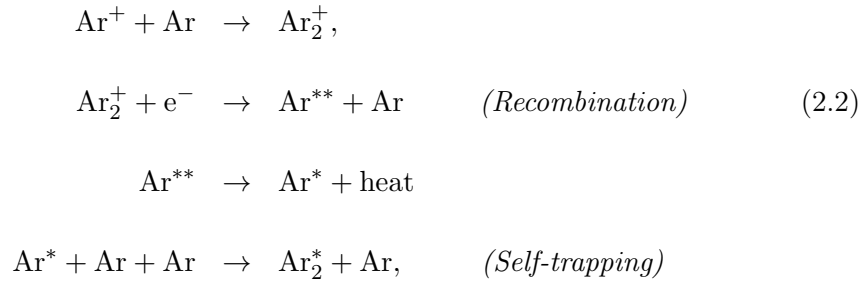 Ar⁺ + Ar → Ar₂⁺,
Ar₂⁺ + e⁻ → Ar** + Ar (Recombination) (2.2)
Ar** → Ar* + heat
Ar* + Ar + Ar → Ar₂* + Ar, (Self-trapping)